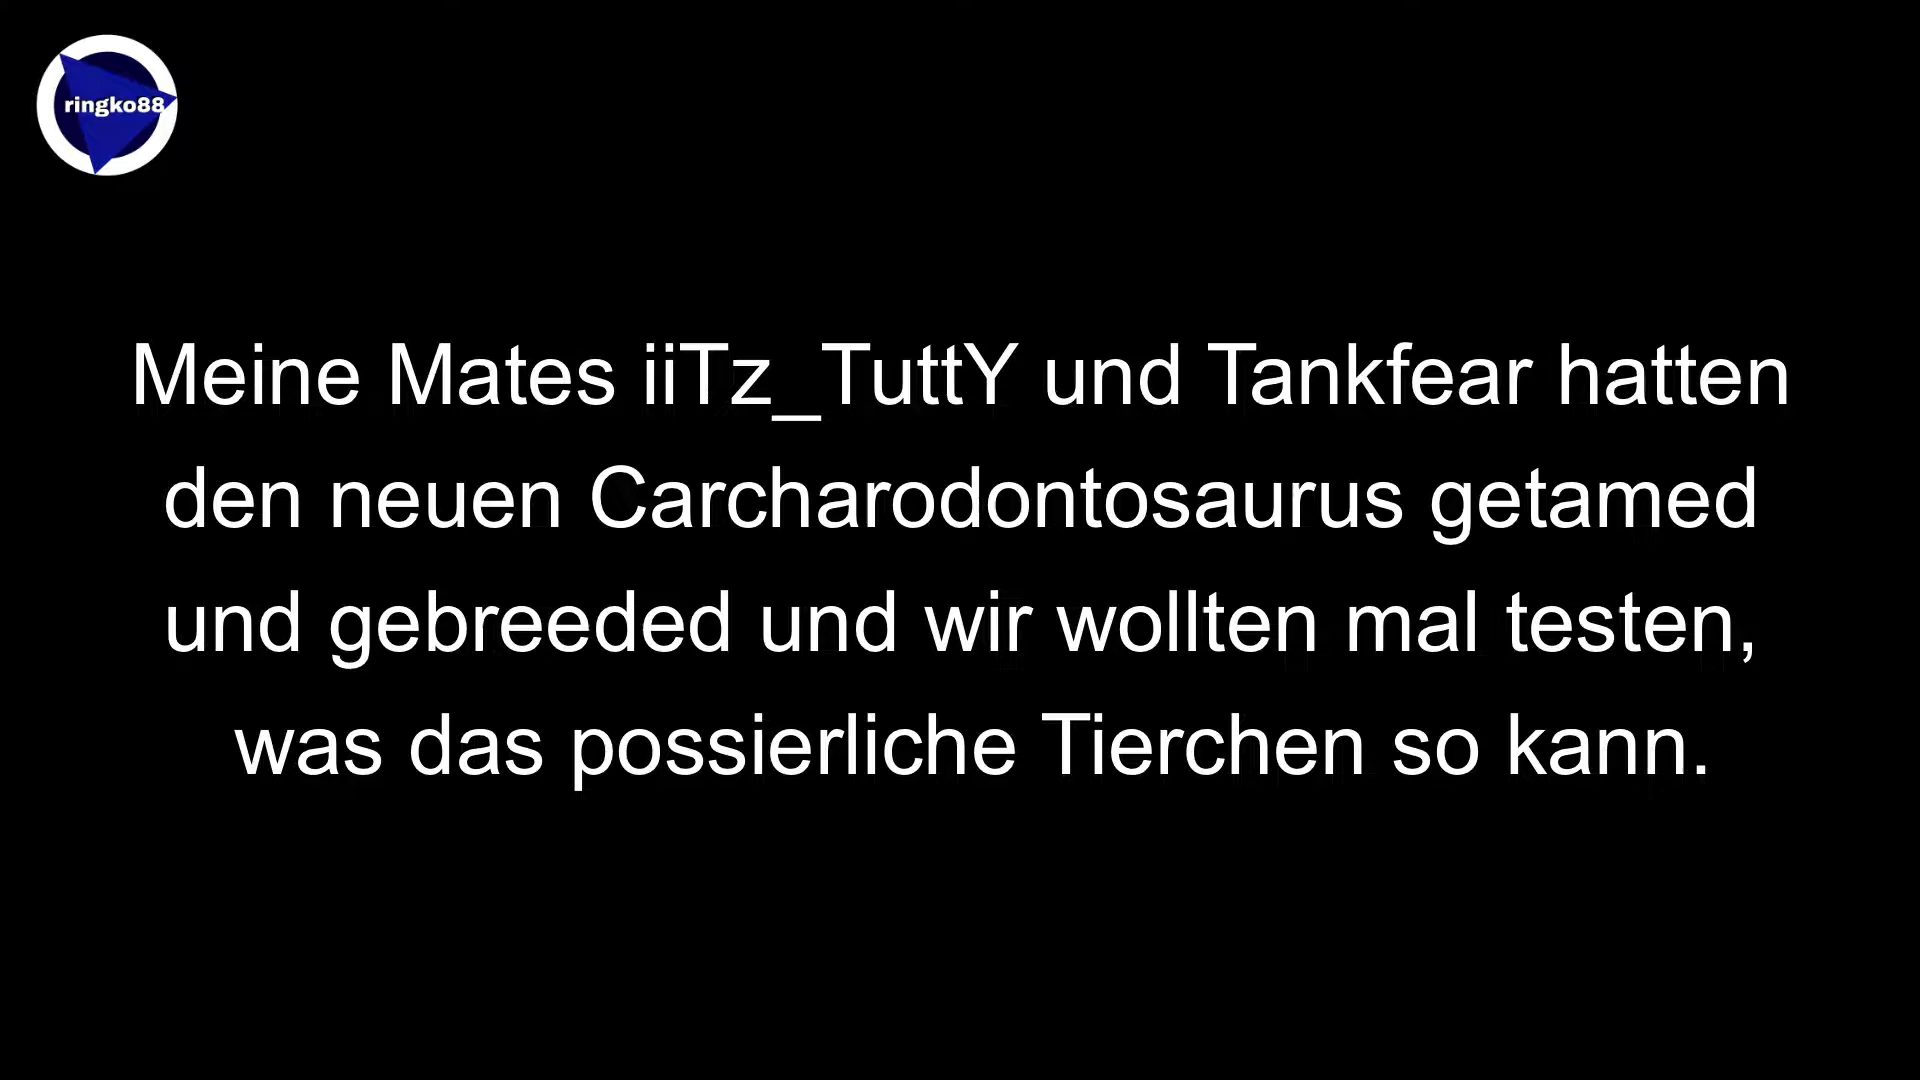 ringko88
Meine Mates iiTz_TuttY und Tankfear hatten
den neuen Carcharodontosaurus getamed
und gebreeded und wir wollten mal testen,
was das possierliche Tierchen so kann.